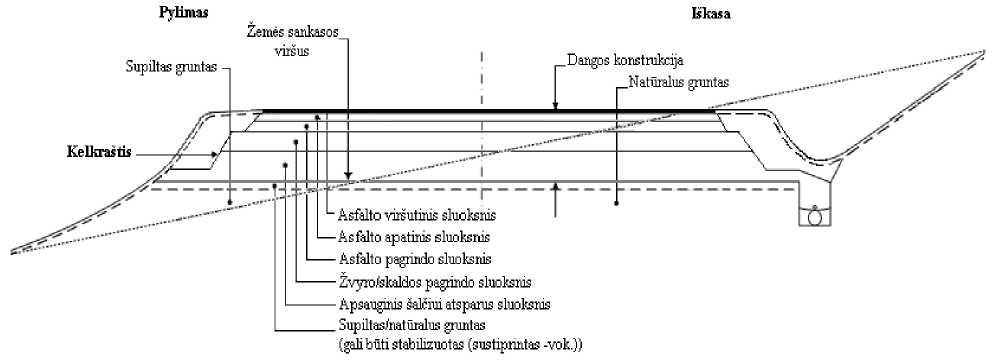 Pylimas
Iškasa
Žemės sankasos
viršus
Supiltas gruntas
Dangos konstrukcija
Natūralus gruntas
Kelkraštis
Asfalto viršutinis sluoksnis
Asfalto apatinis sluoksnis
Asfalto pagrindo sluoksnis
Žvyro/skaldos pagrindo sluoksnis
Apsauginis šalčiui atsparus sluoksnis
Supiltas/natūralus gruntas
(gali būti stabilizuotas (sustiprintas -vok.))